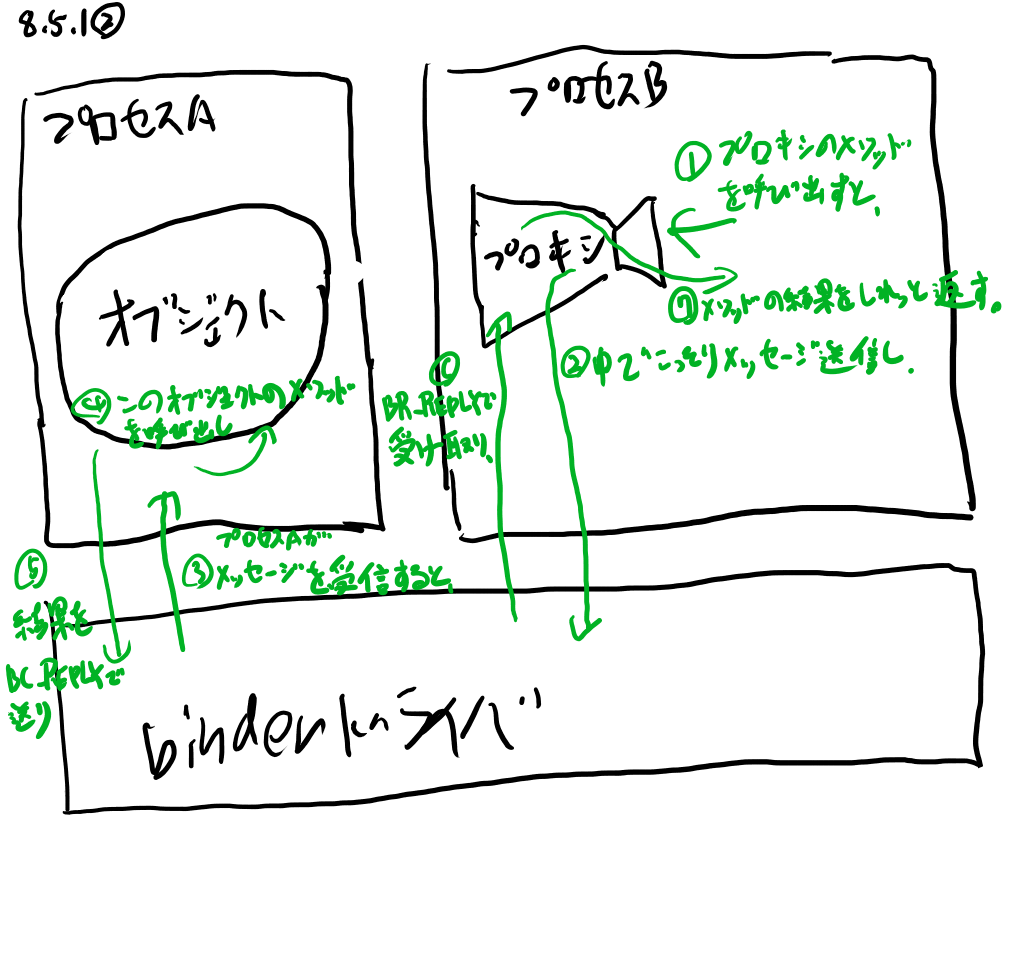 8.5.1②
プロセスA
プロセスB
①プロキシのメソッド
を呼び出すと、
プロキシ
オブジェクト
⑦メソッドの結果をしれっと返す。
②中でこっそりメッセージ送信し、
⑥
BR_REPLYで
受け取り、
④このオブジェクトのメソッド
を呼び出し
プロセスAが
③メッセージを受信すると、
⑤
結果を
BC_REPLYで
送り
binderドライバ